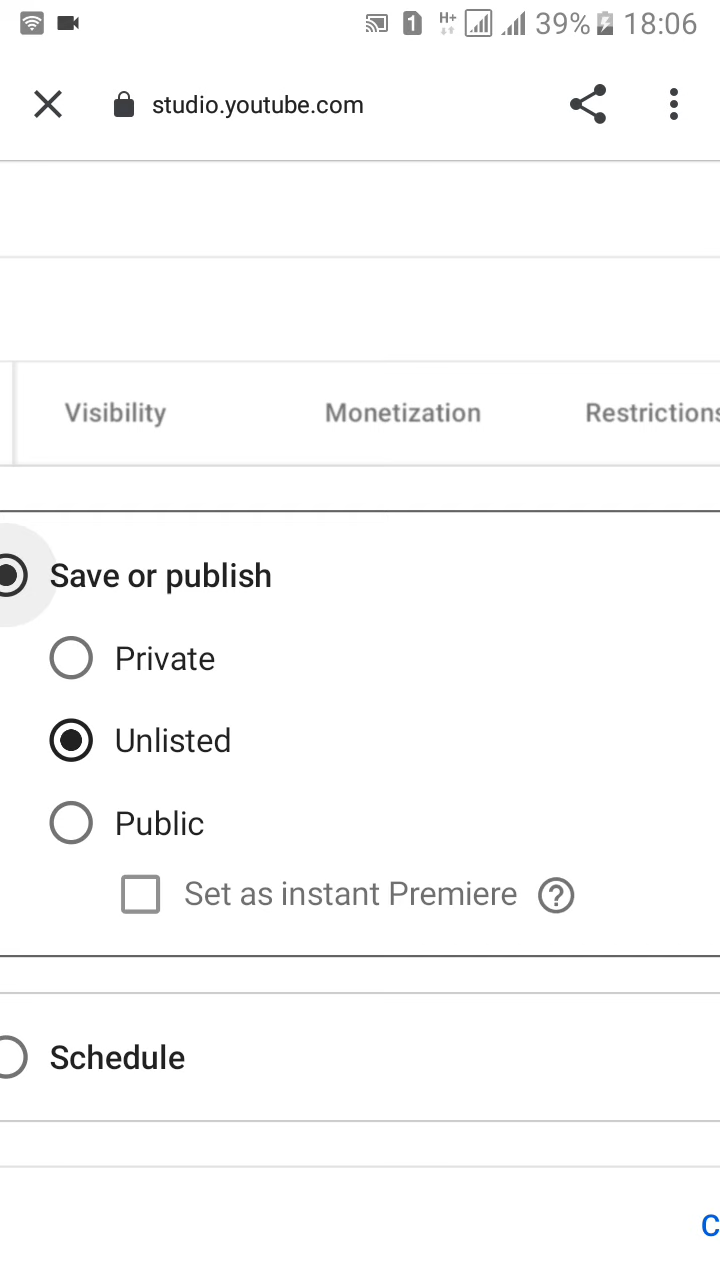 1 H+ 39% 18:06
studio.youtube.com
Visibility Monetization Restrictions
Save or publish
Private
Unlisted
Public
Set as instant Premiere ?
Schedule
C